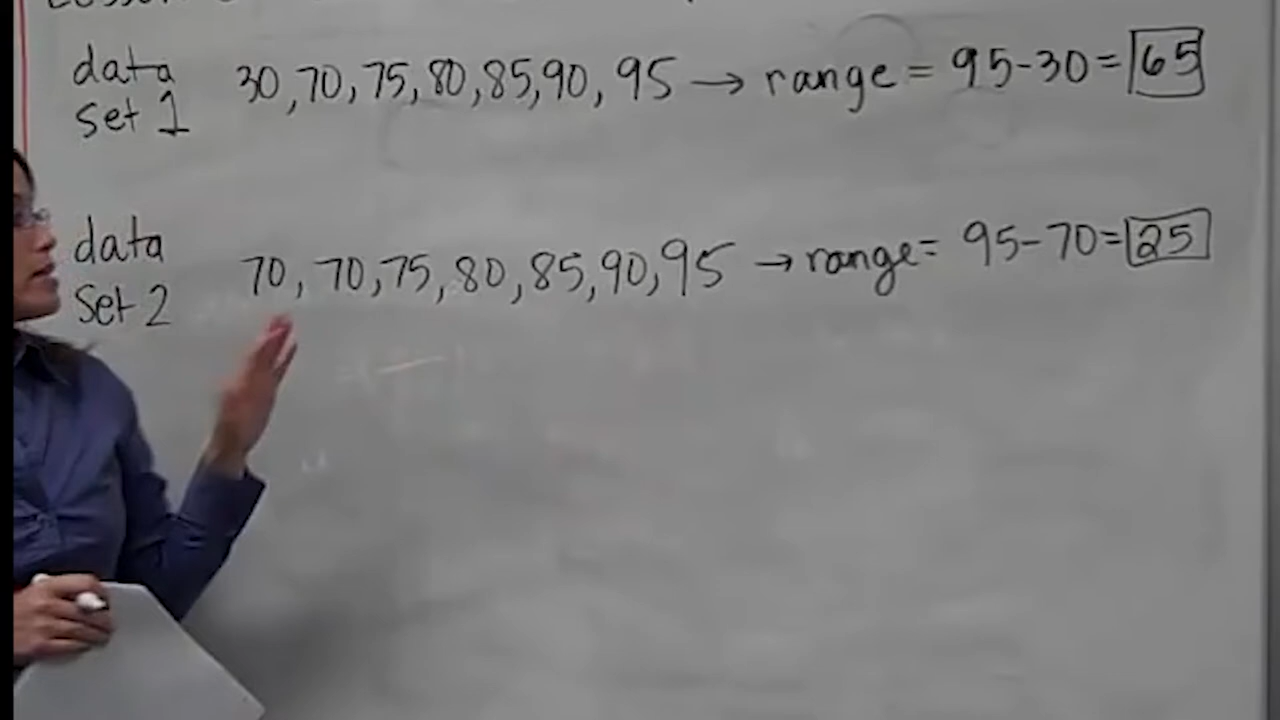 data set 1 30, 70, 75, 80, 85, 90, 95 → range = 95-30= 65
data set 2 70, 70, 75, 80, 85, 90, 95 → range= 95-70= 25